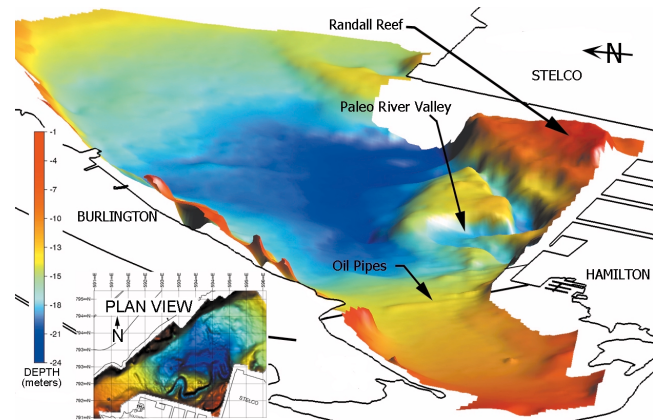 Randall Reef
N
STELCO
Paleo River Valley
-1
-4
-7
-10
-13
-15
-18
-21
-24
DEPTH
(meters)
BURLINGTON
Oil Pipes
HAMILTON
PLAN VIEW
N
STELCO